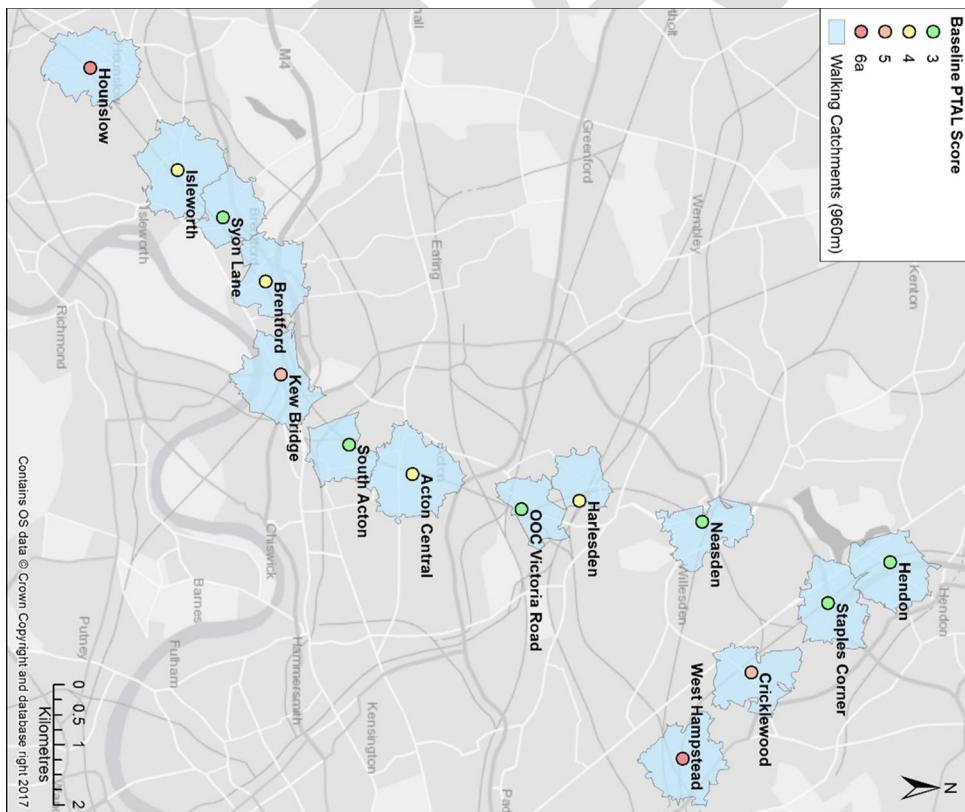 Baseline PTAL Score
3
4
5
6a
Walking Catchments (960m)
N
Kenton
Hendon
Hendon
Staples Corner
Cricklewood
West Hampstead
Wembley
Neasden
Willesden
Greenford
Harlesden
OOC Victoria Road
Ealing
Acton
Acton Central
South Acton
M4
Kew Bridge
Brentford
Brentford
Syon Lane
Isleworth
Isleworth
Hounslow
Hounslow
Richmond
Chiswick
Hammersmith
Kensington
Barnes
Fulham
Putney
0 0.5 1 2
Kilometres
Contains OS data © Crown Copyright and database right 2017